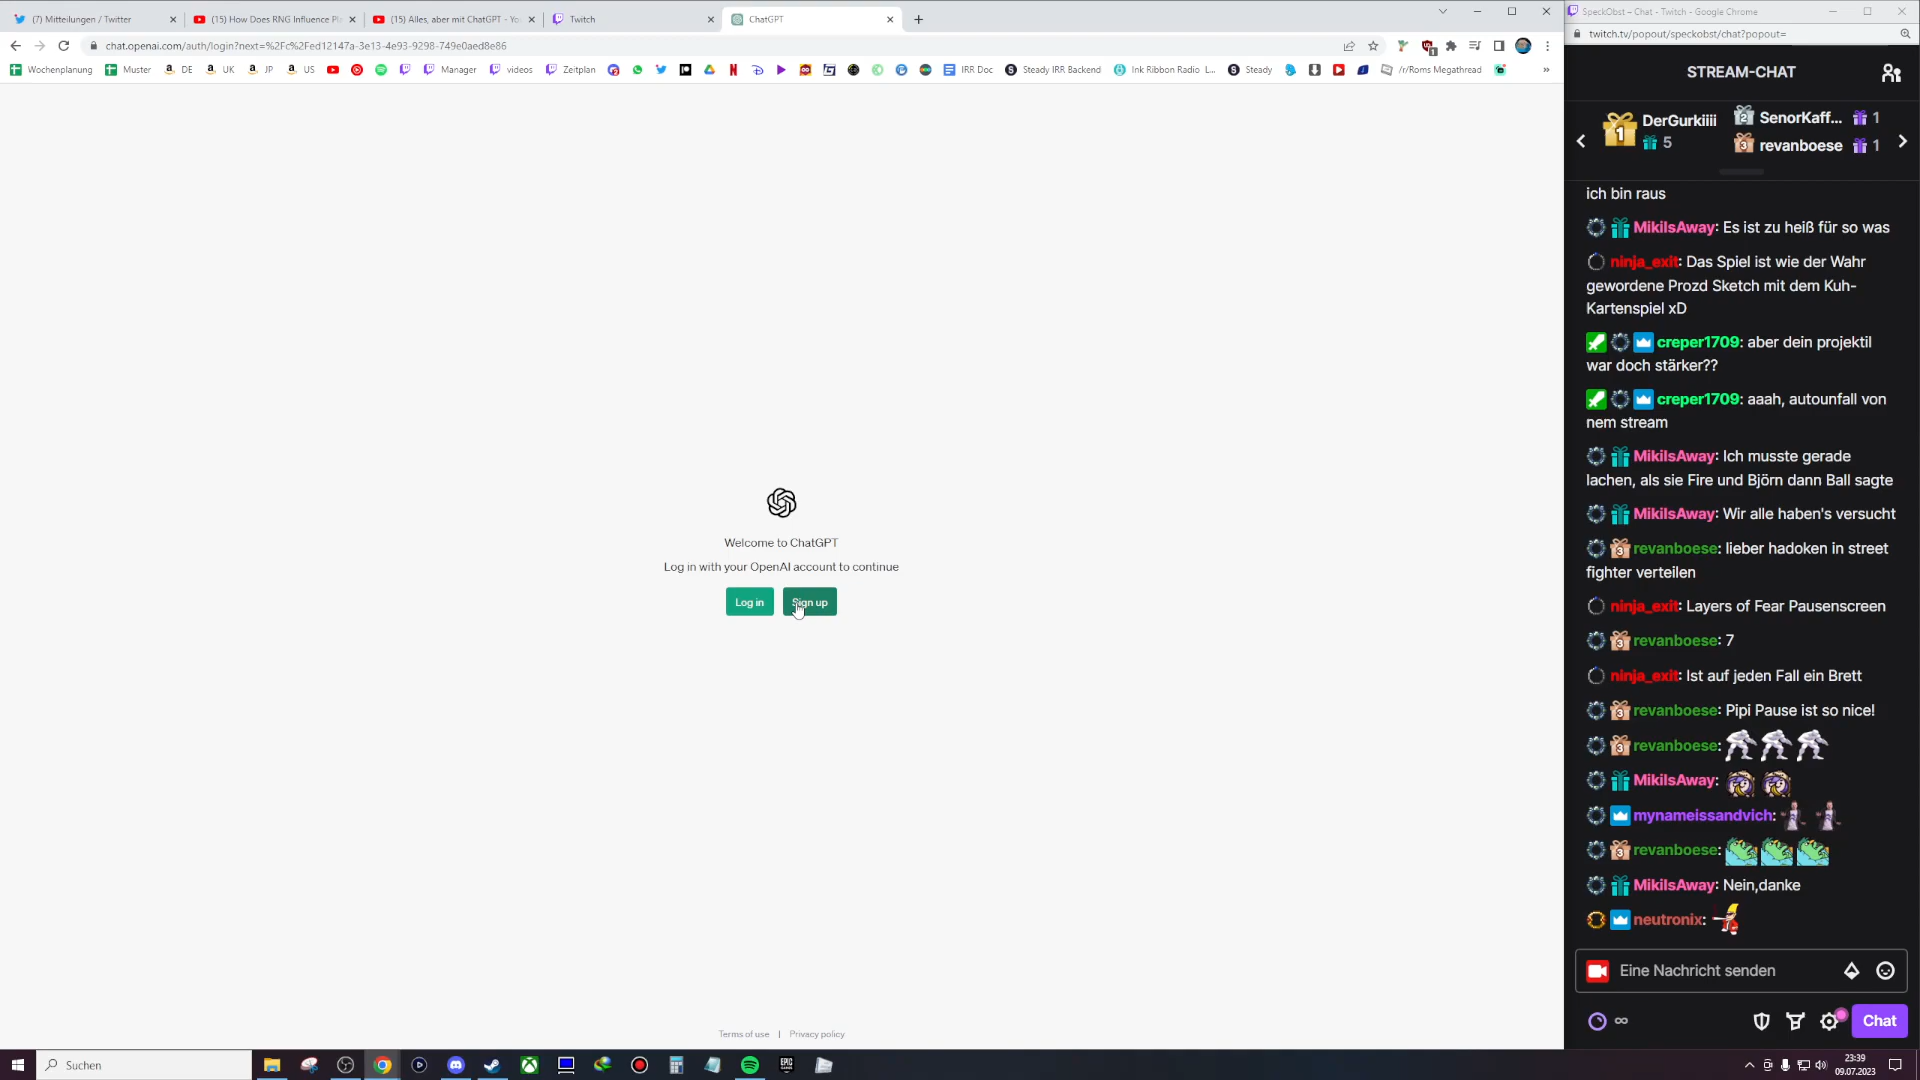 (7) Mitteilungen / Twitter
(15) How Does RNG Influence Pl
(15) Alles, aber mit ChatGPT - Yo
Twitch
ChatGPT
SpeckObst – Chat - Twitch - Google Chrome
chat.openai.com/auth/login?next=%2Fc%2Fed12147a-3e13-4e93-9298-749e0aed8e86
twitch.tv/popout/speckobst/chat?popout=
Wochenplanung
Muster
DE
UK
JP
US
Manager
videos
Zeitplan
IRR Doc
Steady IRR Backend
Ink Ribbon Radio L...
Steady
/r/Roms Megathread
Welcome to ChatGPT
Log in with your OpenAI account to continue
Log in
Sign up
Terms of use | Privacy policy
STREAM-CHAT
1
DerGurkiiii
5
2
SenorKaff...
1
3
revanboese
1
ich bin raus
MikiIsAway: Es ist zu heiß für so was
ninja_exit: Das Spiel ist wie der Wahr
gewordene Prozd Sketch mit dem Kuh-
Kartenspiel xD
creper1709: aber dein projektil
war doch stärker??
creper1709: aaah, autounfall von
nem stream
MikiIsAway: Ich musste gerade
lachen, als sie Fire und Björn dann Ball sagte
MikiIsAway: Wir alle haben's versucht
revanboese: lieber hadoken in street
fighter verteilen
ninja_exit: Layers of Fear Pausenscreen
revanboese: 7
ninja_exit: Ist auf jeden Fall ein Brett
revanboese: Pipi Pause ist so nice!
revanboese:
MikiIsAway:
mynameissandvich:
revanboese:
MikiIsAway: Nein,danke
neutronix:
Eine Nachricht senden
∞
Chat
Suchen
23:39
09.07.2023